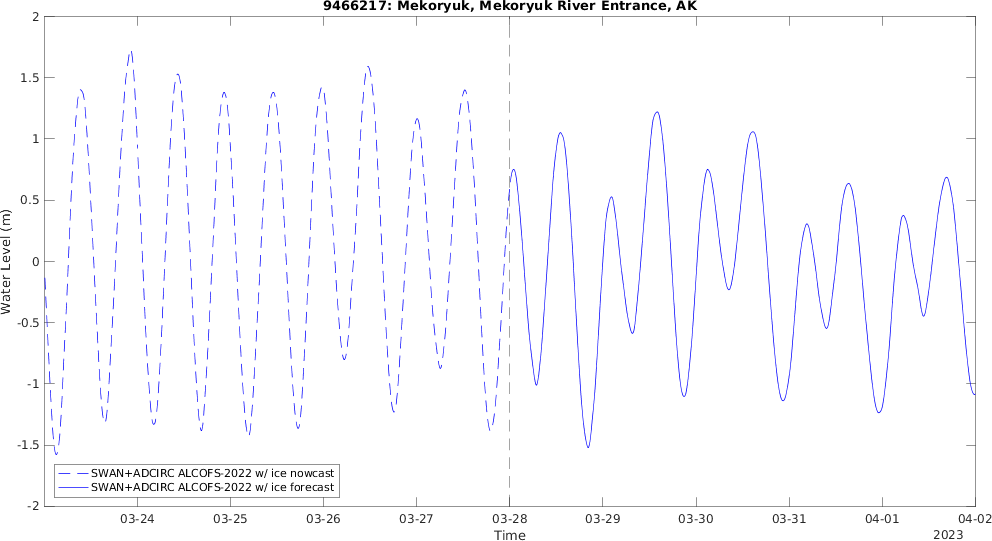 9466217: Mekoryuk, Mekoryuk River Entrance, AK
2
1.5
1
0.5
0
-0.5
-1
-1.5
-2
Water Level (m)
SWAN+ADCIRC ALCOFS-2022 w/ ice nowcast
SWAN+ADCIRC ALCOFS-2022 w/ ice forecast
03-24 03-25 03-26 03-27 03-28 03-29 03-30 03-31 04-01 04-02
Time
2023